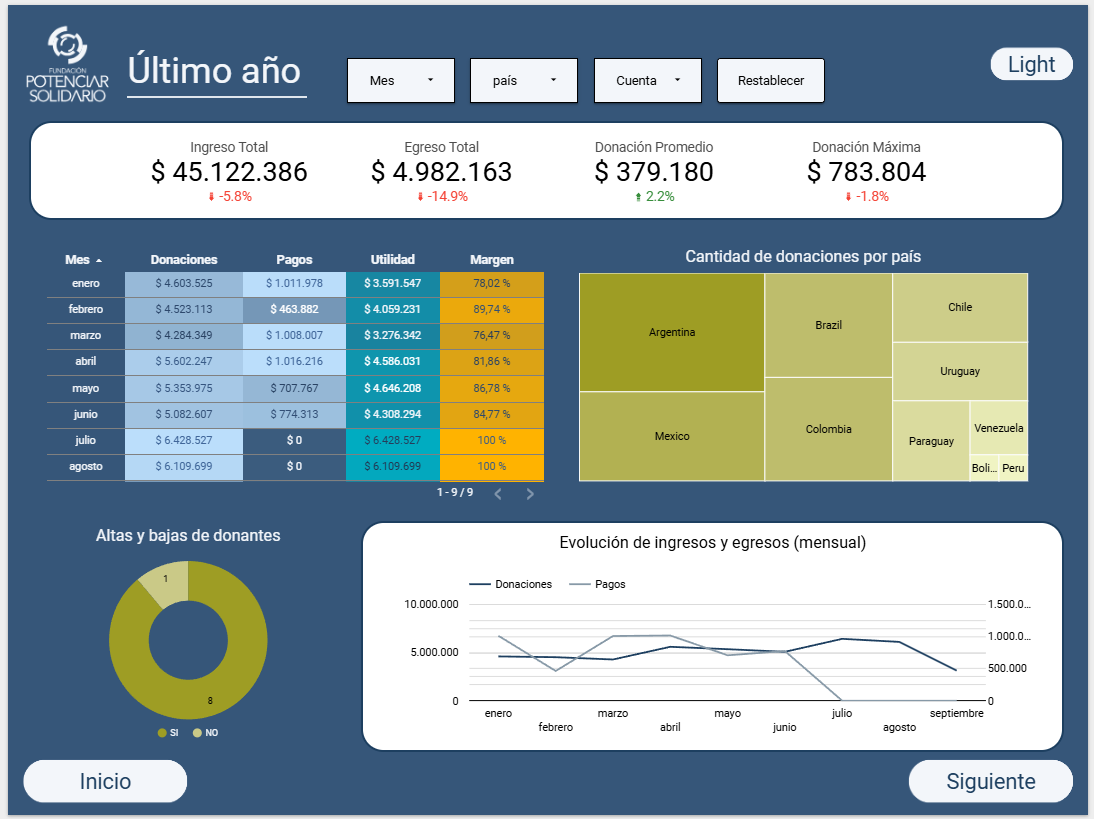 FUNDACIÓN
POTENCIAR
SOLIDARIO
Último año
Mes
país
Cuenta
Restablecer
Light
Ingreso Total
$ 45.122.386
-5.8%
Egreso Total
$ 4.982.163
-14.9%
Donación Promedio
$ 379.180
2.2%
Donación Máxima
$ 783.804
-1.8%
Mes Donaciones Pagos Utilidad Margen
enero $ 4.603.525 $ 1.011.978 $ 3.591.547 78,02 %
febrero $ 4.523.113 $ 463.882 $ 4.059.231 89,74 %
marzo $ 4.284.349 $ 1.008.007 $ 3.276.342 76,47 %
abril $ 5.602.247 $ 1.016.216 $ 4.586.031 81,86 %
mayo $ 5.353.975 $ 707.767 $ 4.646.208 86,78 %
junio $ 5.082.607 $ 774.313 $ 4.308.294 84,77 %
julio $ 6.428.527 $ 0 $ 6.428.527 100 %
agosto $ 6.109.699 $ 0 $ 6.109.699 100 %
1 - 9 / 9
Cantidad de donaciones por país
Argentina
Mexico
Brazil
Colombia
Chile
Uruguay
Paraguay
Venezuela
Boli...
Peru
Altas y bajas de donantes
1
8
SI
NO
Evolución de ingresos y egresos (mensual)
Donaciones
Pagos
10.000.000
5.000.000
0
1.500.0...
1.000.0...
500.000
0
enero
febrero
marzo
abril
mayo
junio
julio
agosto
septiembre
Inicio
Siguiente